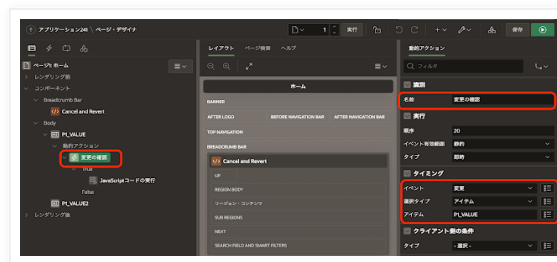 アプリケーション241 \ ページ・デザイナ
1
実行
保存
レイアウト
ページ検索
ヘルプ
動的アクション
フィルタ
ページ1: ホーム
レンダリング前
コンポーネント
Breadcrumb Bar
Cancel and Revert
Body
P1_VALUE
動的アクション
変更の確認
True
JavaScriptコードの実行
False
P1_VALUE2
レンダリング後
ホーム
BANNER
AFTER LOGO
BEFORE NAVIGATION BAR
AFTER NAVIGATION BAR
TOP NAVIGATION
BREADCRUMB BAR
Cancel and Revert
UP
REGION BODY
リージョン・コンテンツ
SUB REGIONS
NEXT
SEARCH FIELD AND SMART FILTERS
識別
名前 変更の確認
実行
順序 20
イベント有効範囲 静的
タイプ 即時
タイミング
イベント 変更
選択タイプ アイテム
アイテム P1_VALUE
クライアント側の条件
タイプ - 選択 -